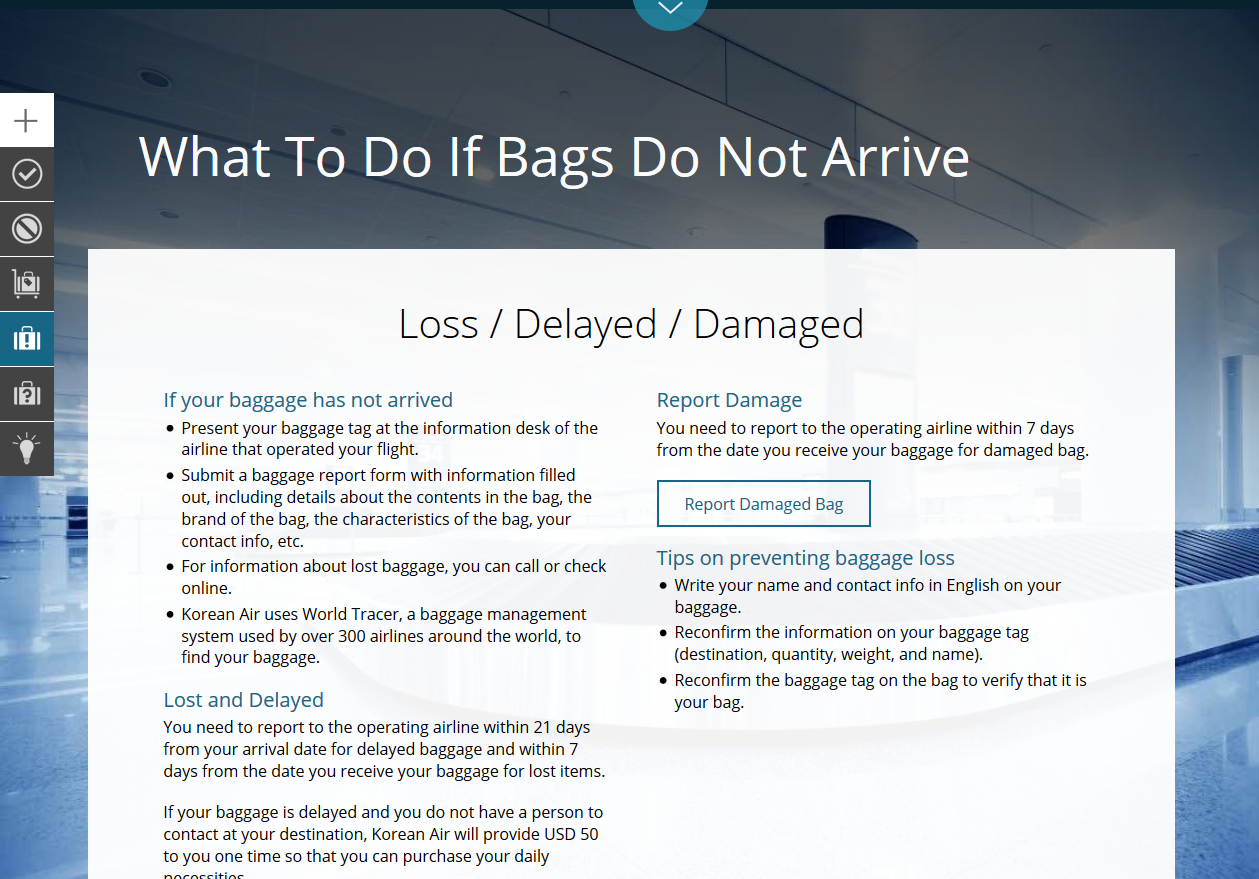 What To Do If Bags Do Not Arrive
Loss / Delayed / Damaged
If your baggage has not arrived
Present your baggage tag at the information desk of the
airline that operated your flight.
Submit a baggage report form with information filled
out, including details about the contents in the bag, the
brand of the bag, the characteristics of the bag, your
contact info, etc.
For information about lost baggage, you can call or check
online.
Korean Air uses World Tracer, a baggage management
system used by over 300 airlines around the world, to
find your baggage.
Lost and Delayed
You need to report to the operating airline within 21 days
from your arrival date for delayed baggage and within 7
days from the date you receive your baggage for lost items.
If your baggage is delayed and you do not have a person to
contact at your destination, Korean Air will provide USD 50
to you one time so that you can purchase your daily
necessities.
Report Damage
You need to report to the operating airline within 7 days
from the date you receive your baggage for damaged bag.
Report Damaged Bag
Tips on preventing baggage loss
Write your name and contact info in English on your
baggage.
Reconfirm the information on your baggage tag
(destination, quantity, weight, and name).
Reconfirm the baggage tag on the bag to verify that it is
your bag.